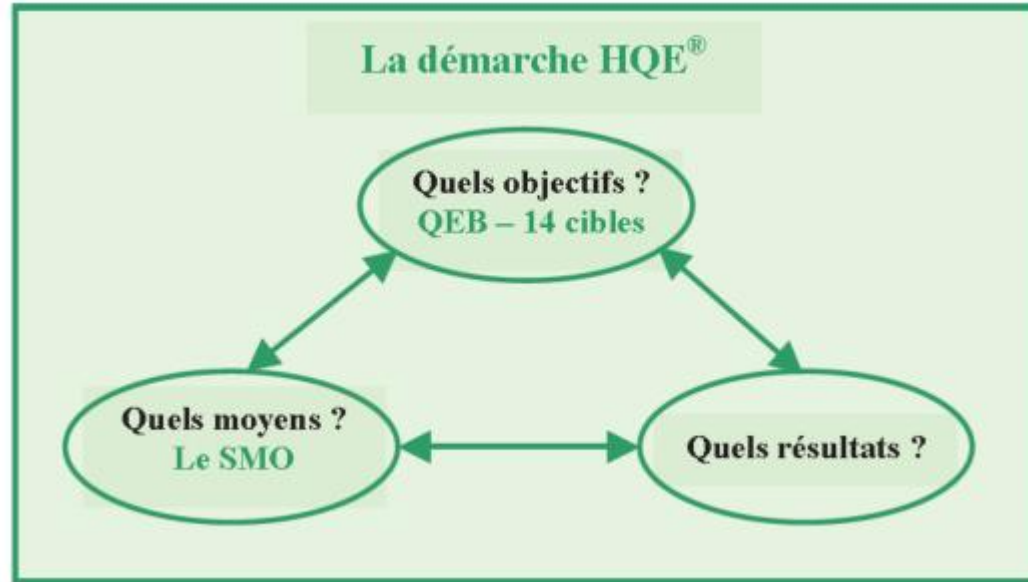 La démarche HQE®
Quels objectifs ?
QEB – 14 cibles
Quels moyens ?
Le SMO
Quels résultats ?